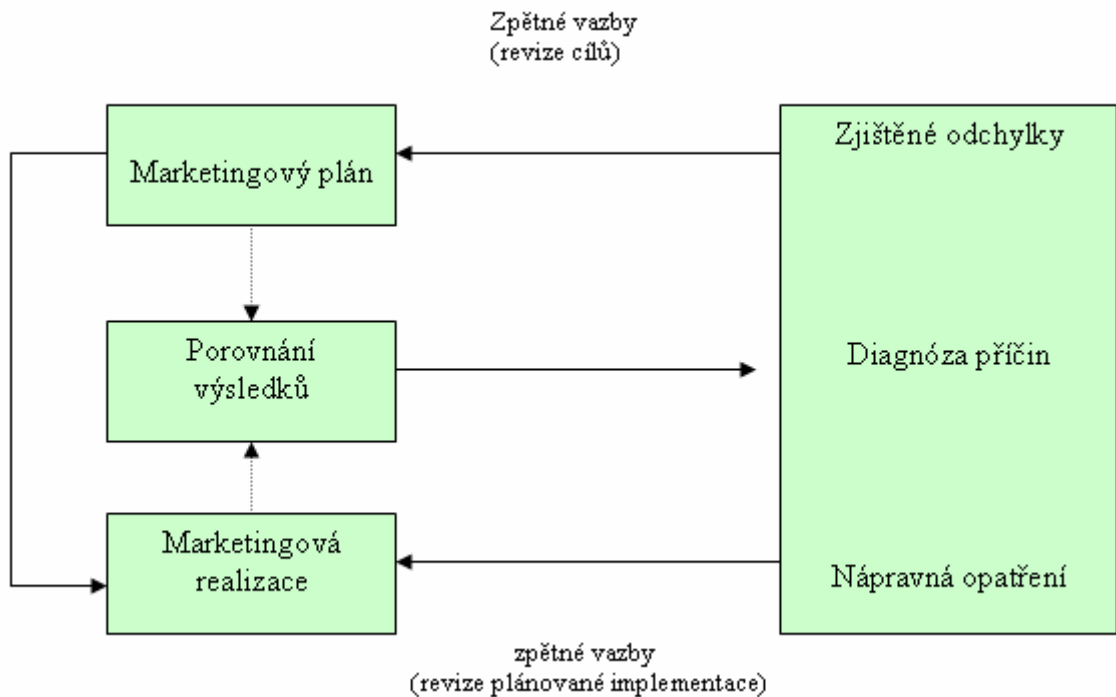 Zpětné vazby
(revize cílů)
Marketingový plán
Zjištěné odchylky
Porovnání
výsledků
Diagnóza příčin
Marketingová
realizace
Nápravná opatření
zpětné vazby
(revize plánované implementace)